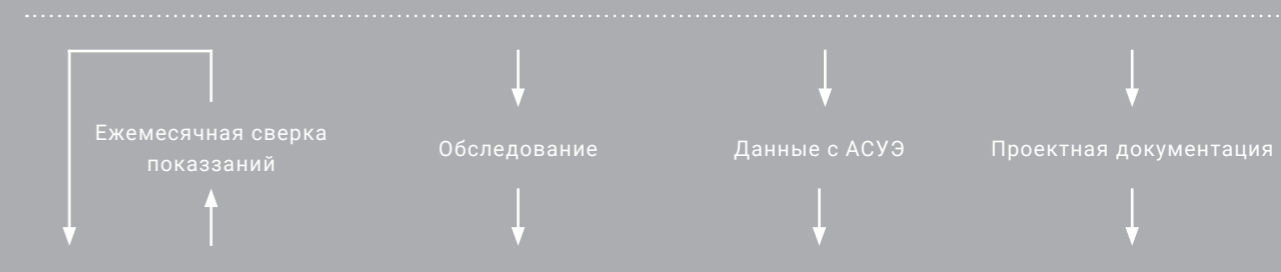 Ежемесячная сверка
показзаний
Обследование
Данные с АСУЭ
Проектная документация